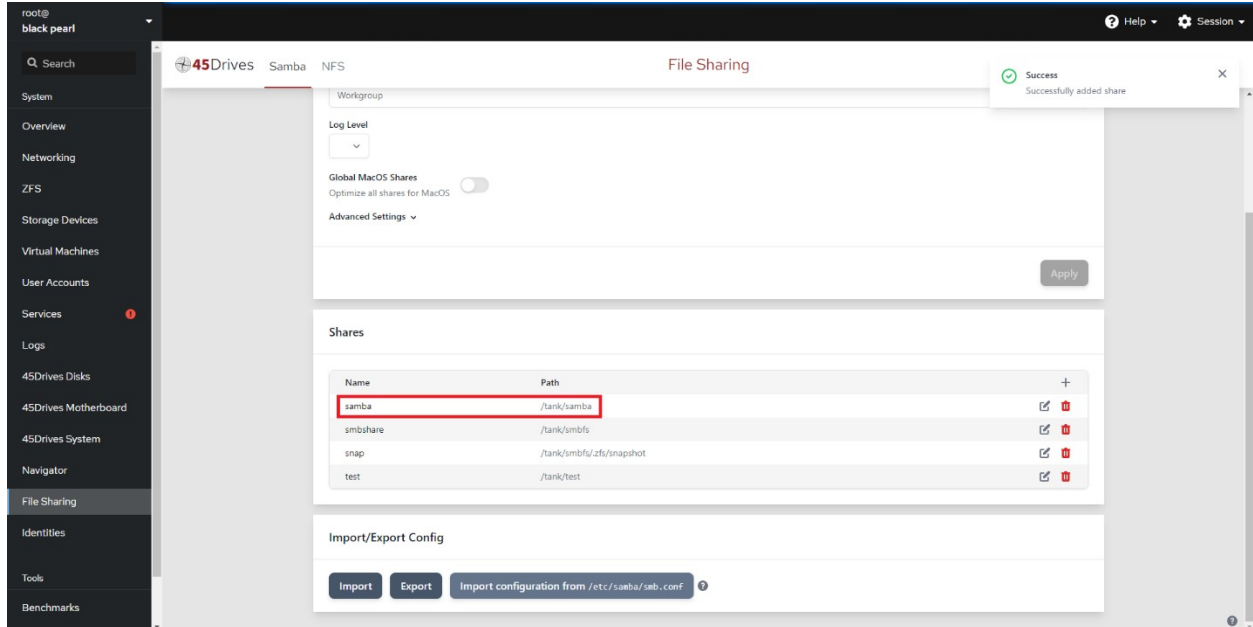 root@
black pearl
Help
Session
Search
System
Overview
Networking
ZFS
Storage Devices
Virtual Machines
User Accounts
Services
Logs
45Drives Disks
45Drives Motherboard
45Drives System
Navigator
File Sharing
Identities
Tools
Benchmarks
45Drives Samba NFS
File Sharing
Success
Successfully added share
Workgroup
Log Level
Global MacOS Shares
Optimize all shares for MacOS
Advanced Settings
Apply
Shares
Name Path
samba /tank/samba
smbshare /tank/smbfs
snap /tank/smbfs/.zfs/snapshot
test /tank/test
Import/Export Config
Import Export Import configuration from /etc/samba/smb.conf